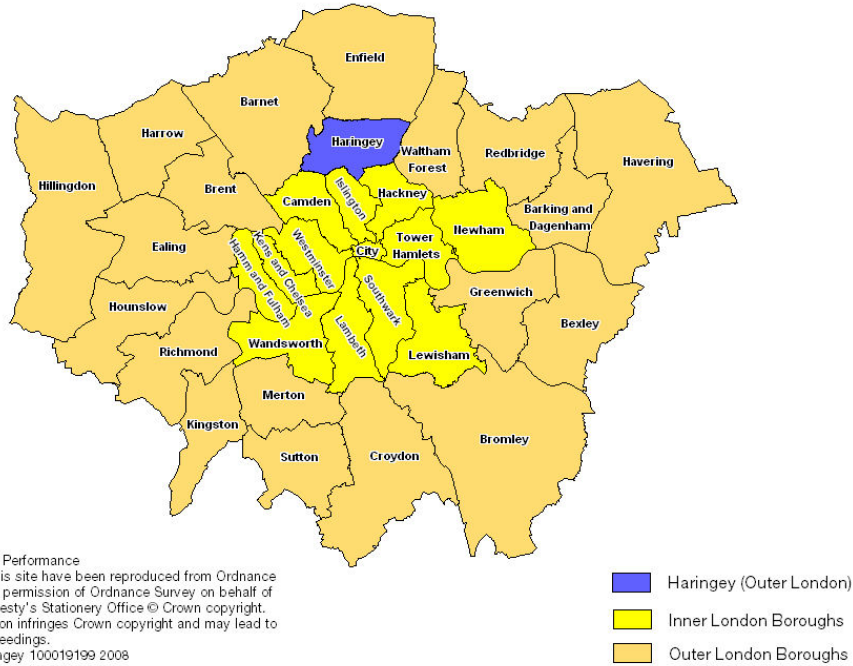 Enfield
Barnet
Harrow
Haringey
Waltham
Forest
Redbridge
Havering
Hillingdon
Brent
Camden
Islington
Hackney
Newham
Barking and
Dagenham
Ealing
Hamm and Fulham
Kens and Chelsea
Westminster
City
Tower
Hamlets
Southwark
Greenwich
Bexley
Hounslow
Richmond
Wandsworth
Lambeth
Lewisham
Merton
Kingston
Sutton
Croydon
Bromley
Performance
is site have been reproduced from Ordnance
permission of Ordnance Survey on behalf of
esty's Stationery Office © Crown copyright.
on infringes Crown copyright and may lead to
eedings.
gey 100019199 2008
Haringey (Outer London)
Inner London Boroughs
Outer London Boroughs